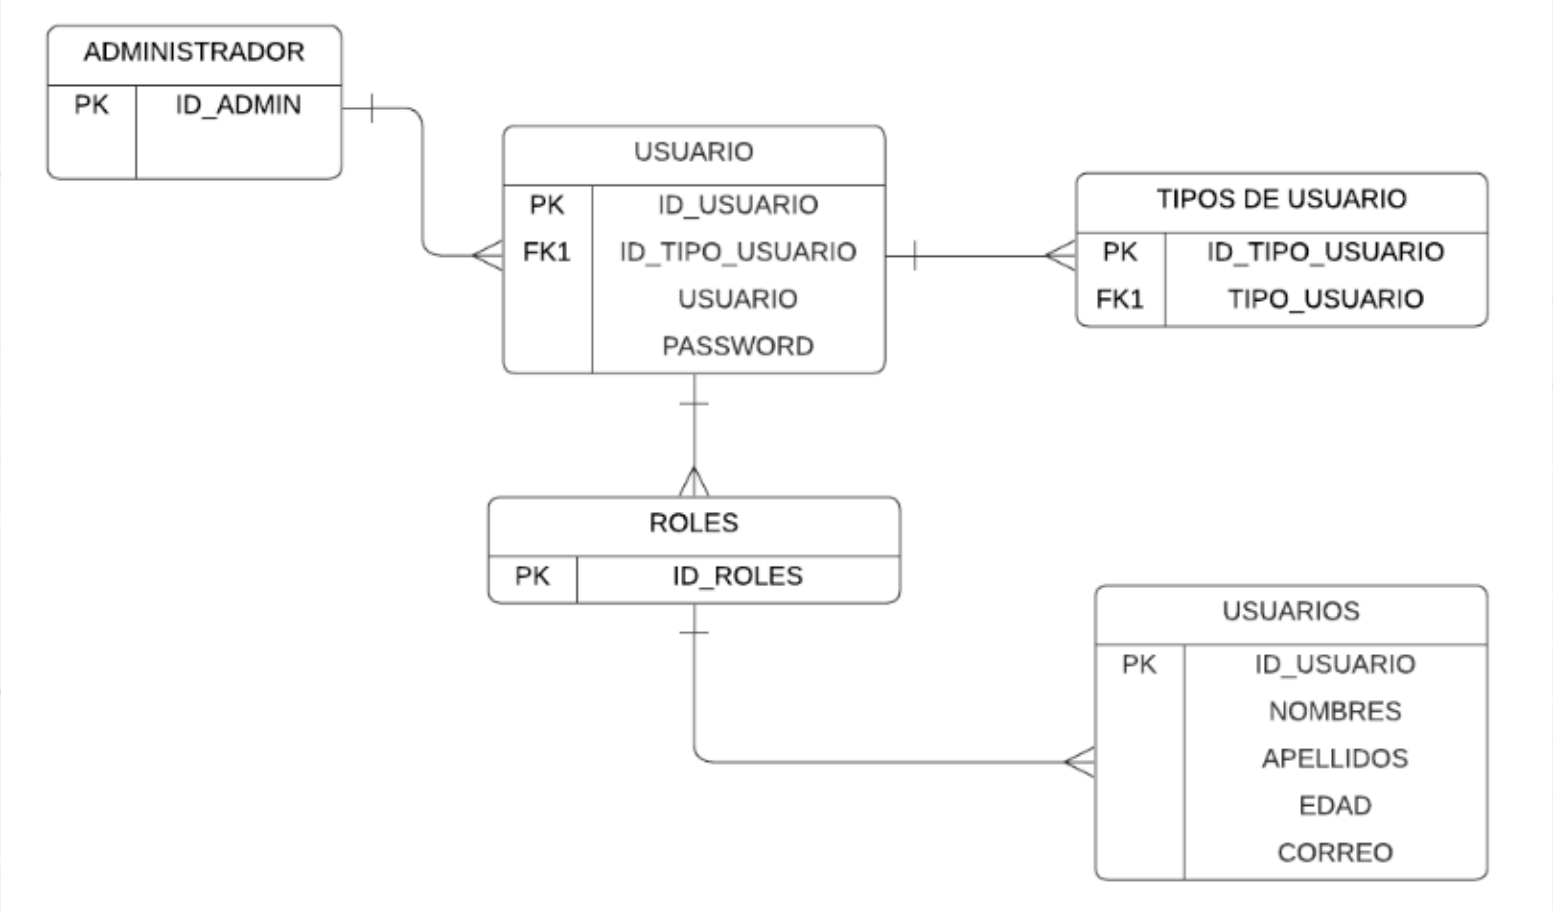 ADMINISTRADOR
PK ID_ADMIN
USUARIO
PK ID_USUARIO
FK1 ID_TIPO_USUARIO
USUARIO
PASSWORD
TIPOS DE USUARIO
PK ID_TIPO_USUARIO
FK1 TIPO_USUARIO
ROLES
PK ID_ROLES
USUARIOS
PK ID_USUARIO
NOMBRES
APELLIDOS
EDAD
CORREO